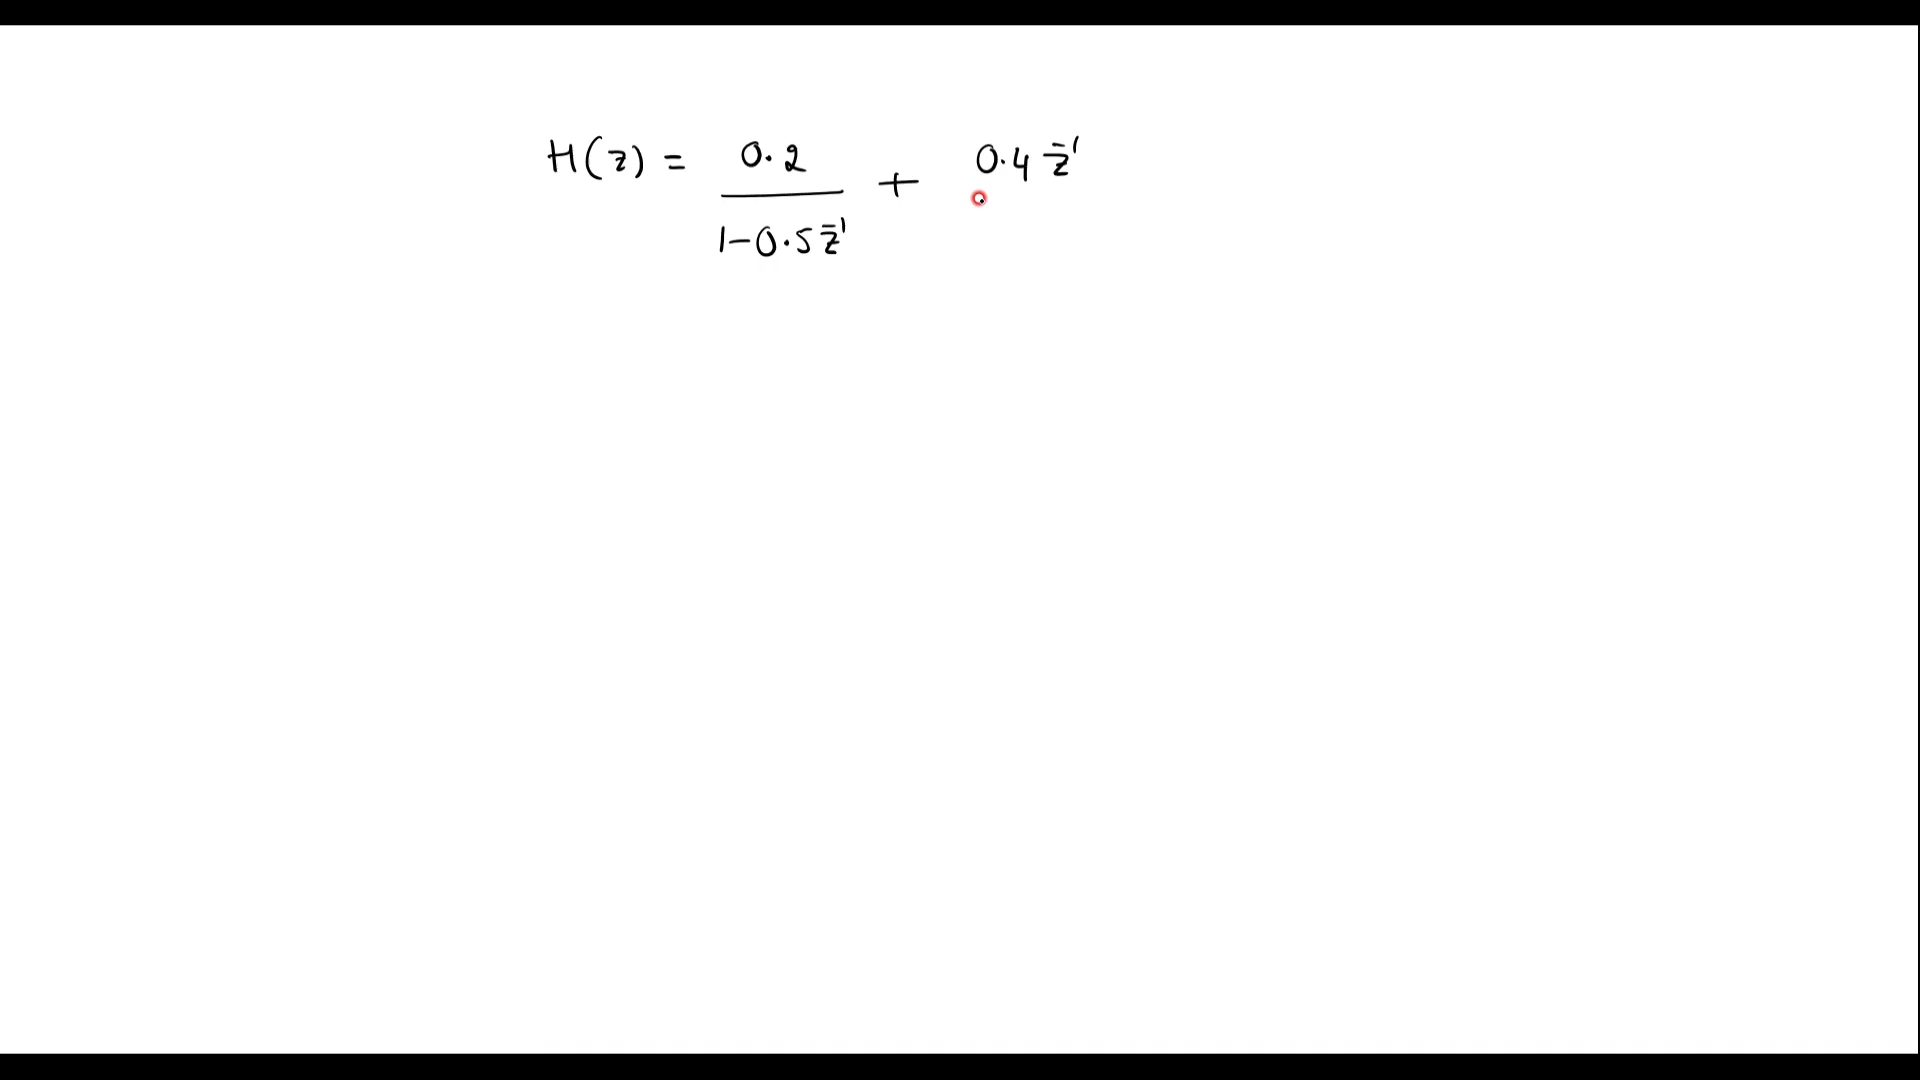 H(z) = 0.2 / (1-0.5z⁻¹) + 0.4z⁻¹